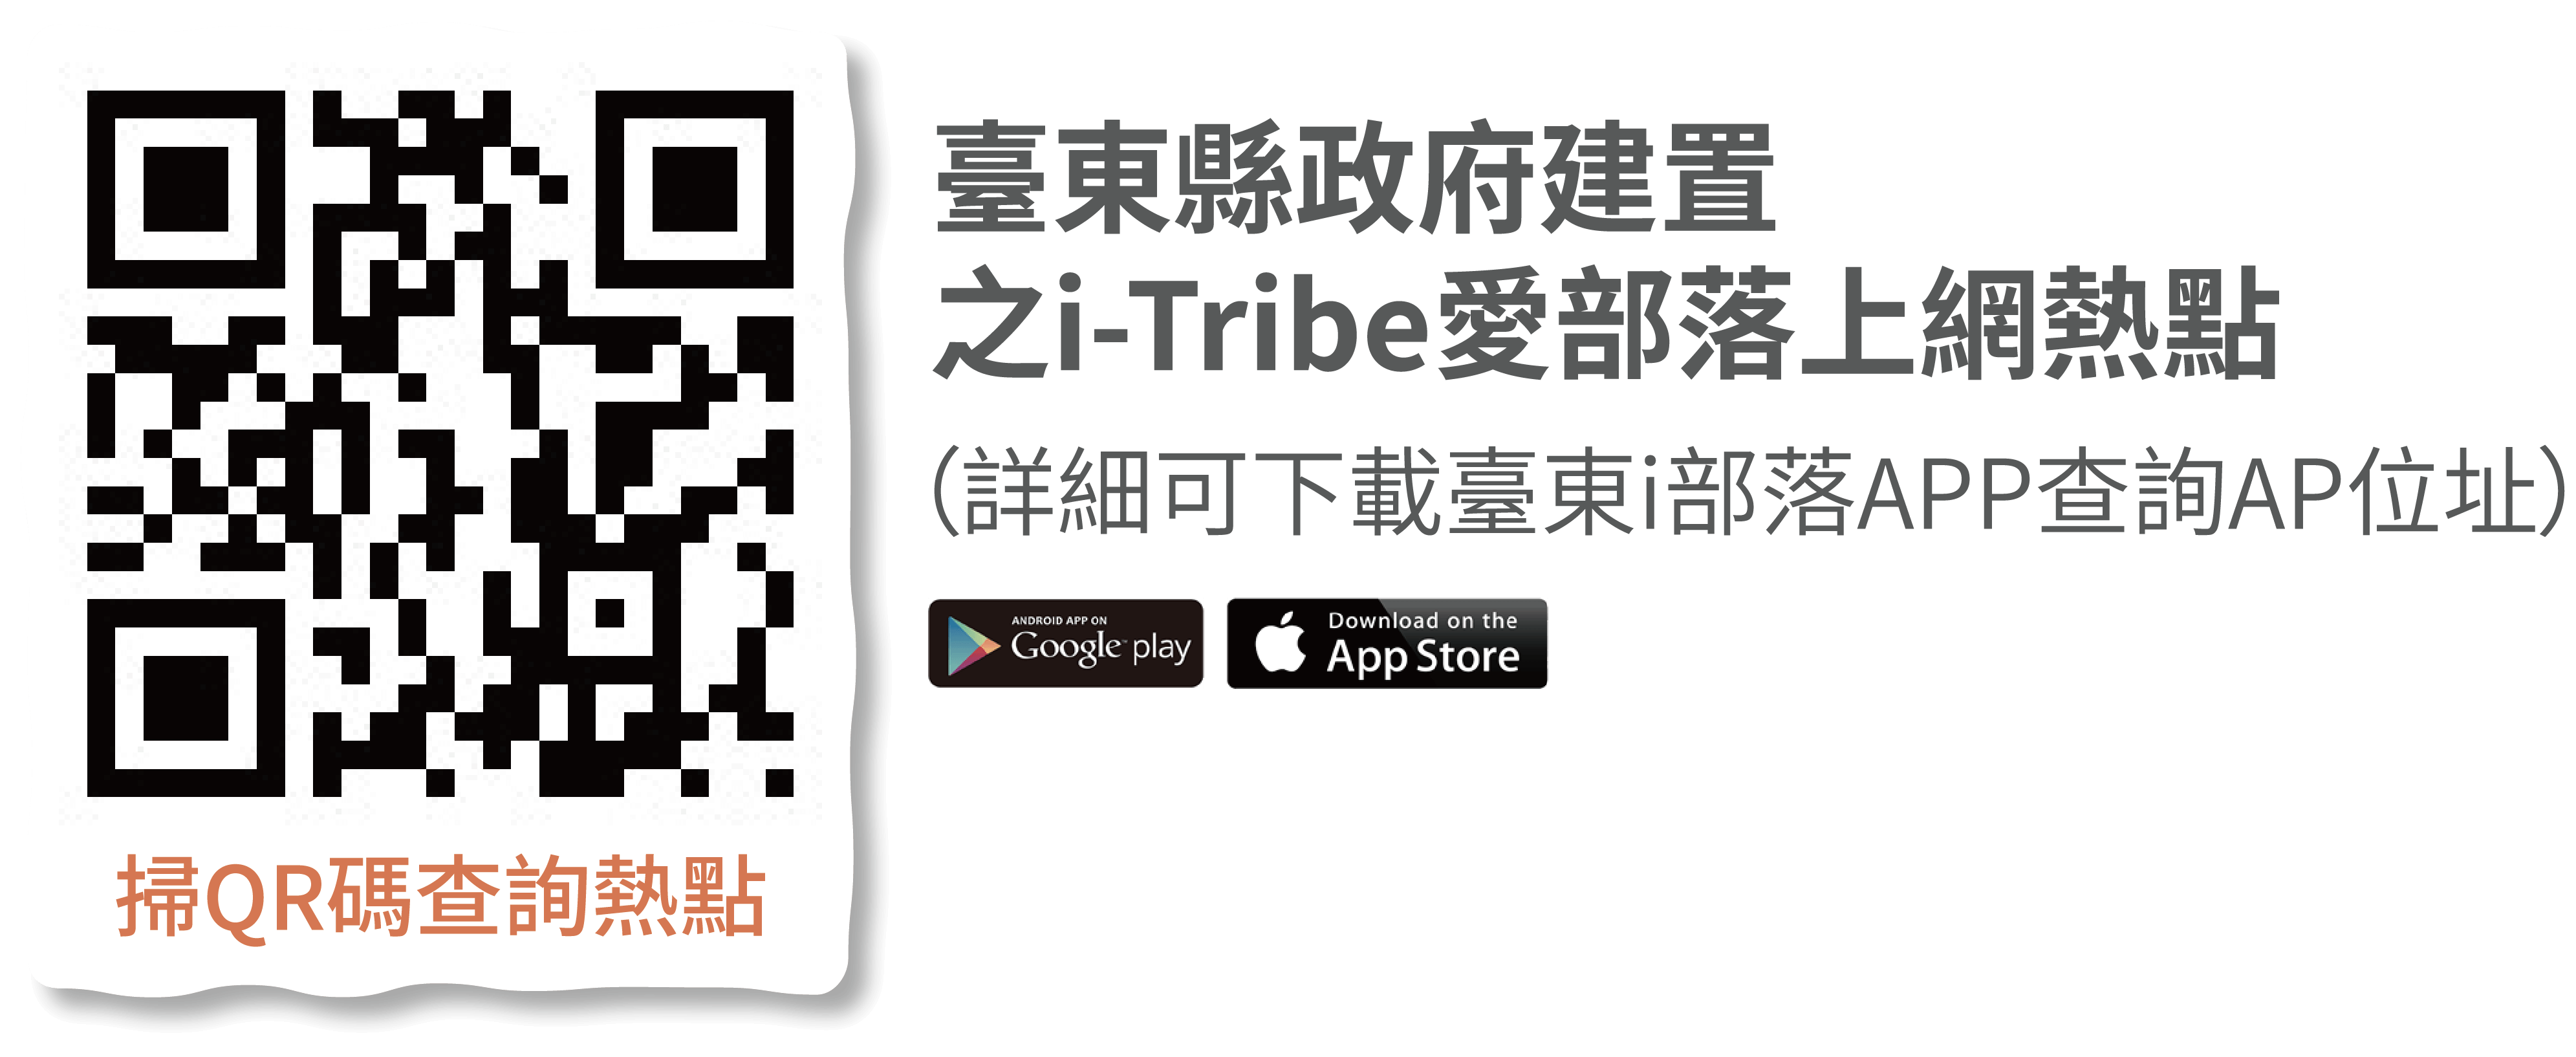 掃QR碼查詢熱點
臺東縣政府建置
之i-Tribe愛部落上網熱點
(詳細可下載臺東i部落APP查詢AP位址)
ANDROID APP ON
Google™ play
Download on the
App Store